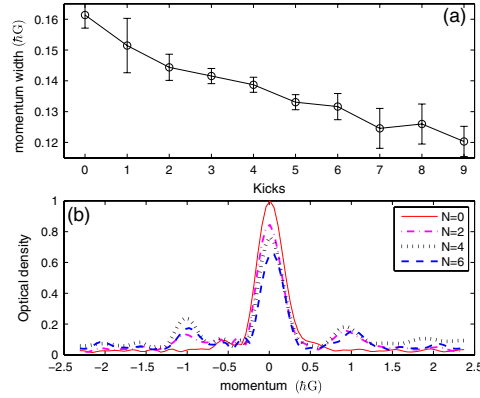 (a)
momentum width (ħG)
0.16
0.15
0.14
0.13
0.12
0 1 2 3 4 5 6 7 8 9
Kicks
(b)
Optical density
1
0.8
0.6
0.4
0.2
0
N=0
N=2
N=4
N=6
−2.5 −2 −1.5 −1 −0.5 0 0.5 1 1.5 2 2.5
momentum (ħG)